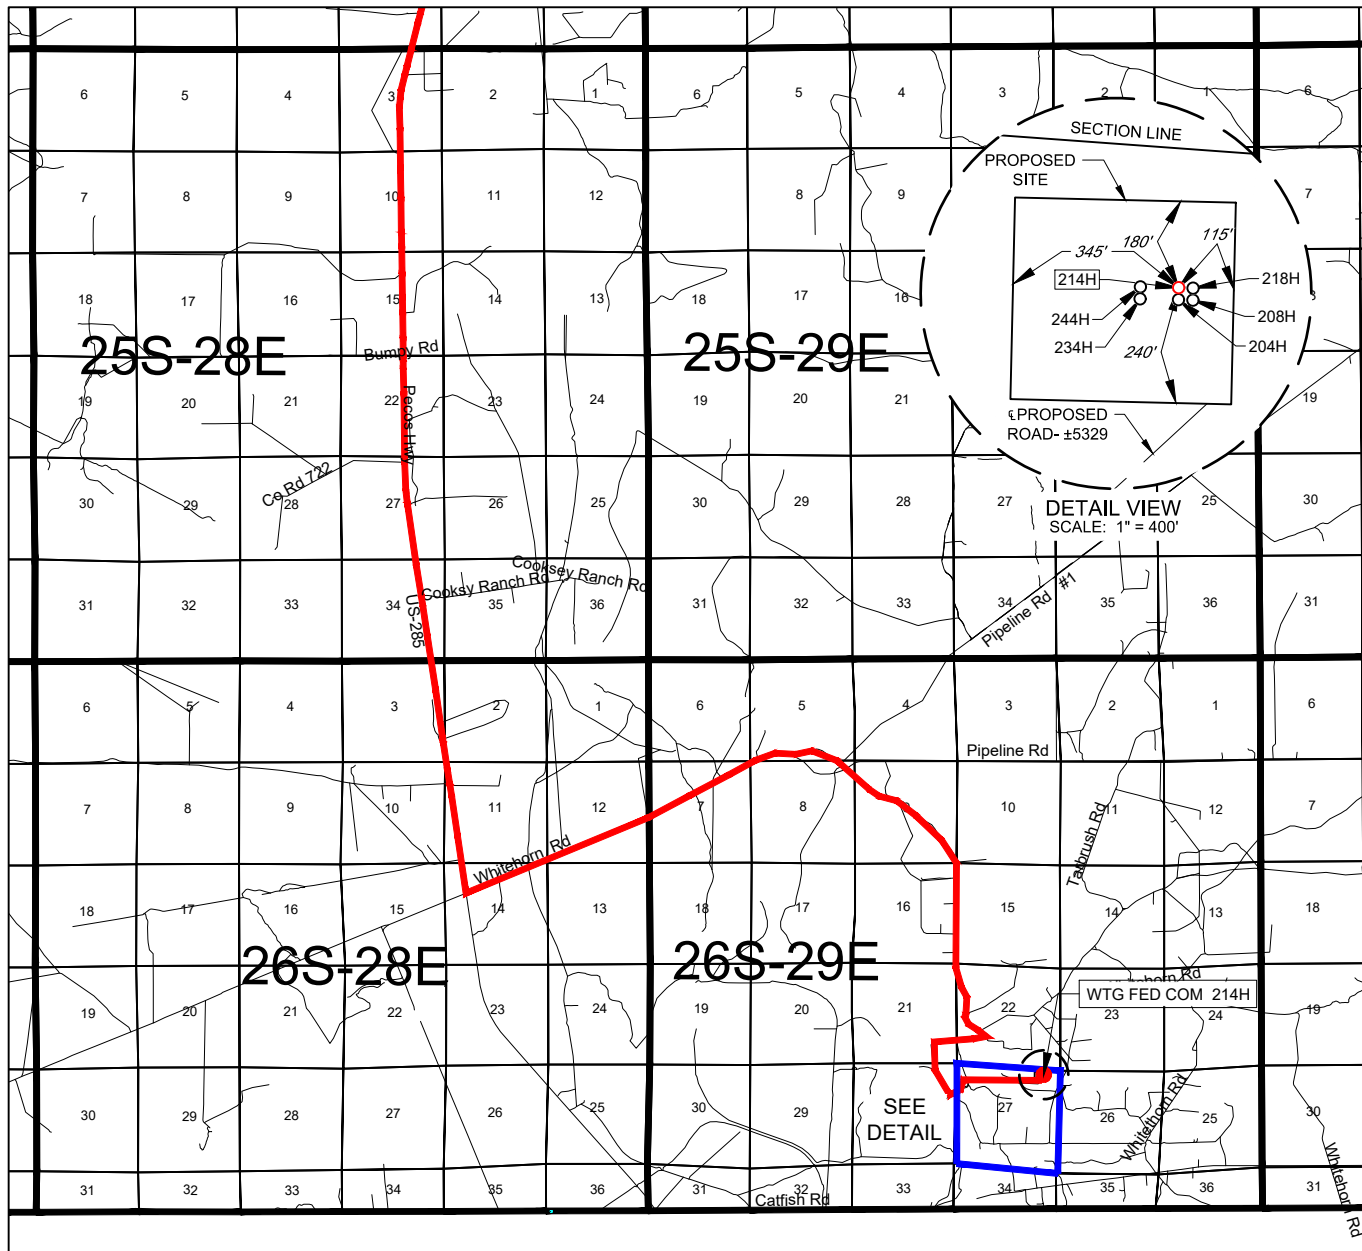 6 5 4 3 2 1 6 5 4 3 2 1 6
SECTION LINE
PROPOSED
SITE
7 8 9 10 11 12 8 9 7
345' 180' 115'
214H
218H
244H
208H
234H
204H
240'
18 17 16 15 14 13 18 17 16
25S-28E
25S-29E
Bumpy Rd
Pecos Hwy
19 20 21 22 23 24 19 20 21 19
℄PROPOSED
ROAD- ±5329
Co Rd 722
30 29 28 27 26 25 30 29 28 27 25 30
DETAIL VIEW
SCALE: 1" = 400'
Cooksy Ranch Rd
Cooksey Ranch Rd
US-285
Pipeline Rd #1
31 32 33 34 35 36 31 32 33 34 35 36 31
6 5 4 3 2 1 6 5 4 3 2 1 6
Pipeline Rd
7 8 9 10 11 12 7 8 10 11 12 7
Tarbrush Rd
Whitehorn Rd
18 17 16 15 14 13 18 17 16 15 14 13 18
26S-28E
26S-29E
WTG FED COM 214H
19 20 21 22 23 24 19 20 21 22 23 24 19
SEE
DETAIL
30 29 28 27 26 25 30 29 27 26 25 30
Whitethorn Rd
Whitehorn Rd
31 32 33 34 35 36 31 32 33 34 35 36 31
Catfish Rd